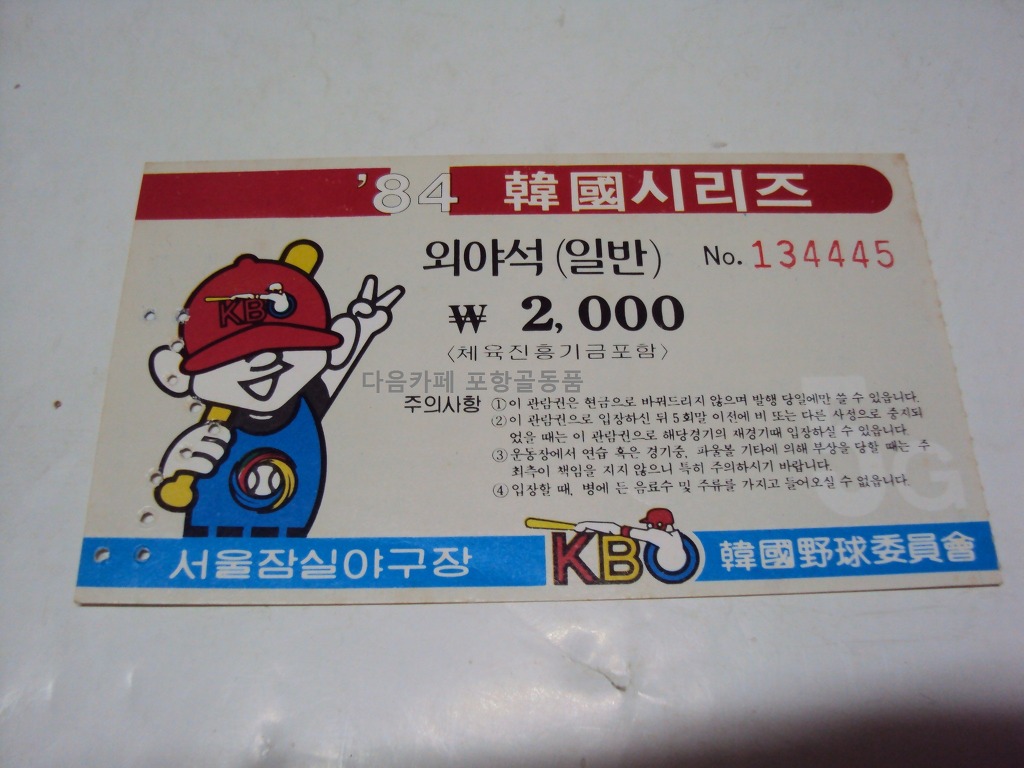 '84 韓國시리즈
외야석 (일반)
No. 134445
₩ 2,000
〈체육진흥기금포함〉
다음카페 포항골동품
주의사항
①이 관람권은 현금으로 바꿔드리지 않으며 발행 당일에만 쓸 수 있읍니다.
②이 관람권으로 입장하신 뒤 5회말 이전에 비 또는 다른 사정으로 중지되
었을 때는 이 관람권으로 해당경기의 재경기때 입장하실 수 있읍니다.
③운동장에서 연습 혹은 경기중, 파울볼 기타에 의해 부상을 당할 때는 주
최측이 책임을 지지 않으니 특히 주의하시기 바랍니다.
④입장할 때, 병에 든 음료수 및 주류를 가지고 들어오실 수 없읍니다.
KBO
서울잠실야구장
KBO
韓國野球委員會